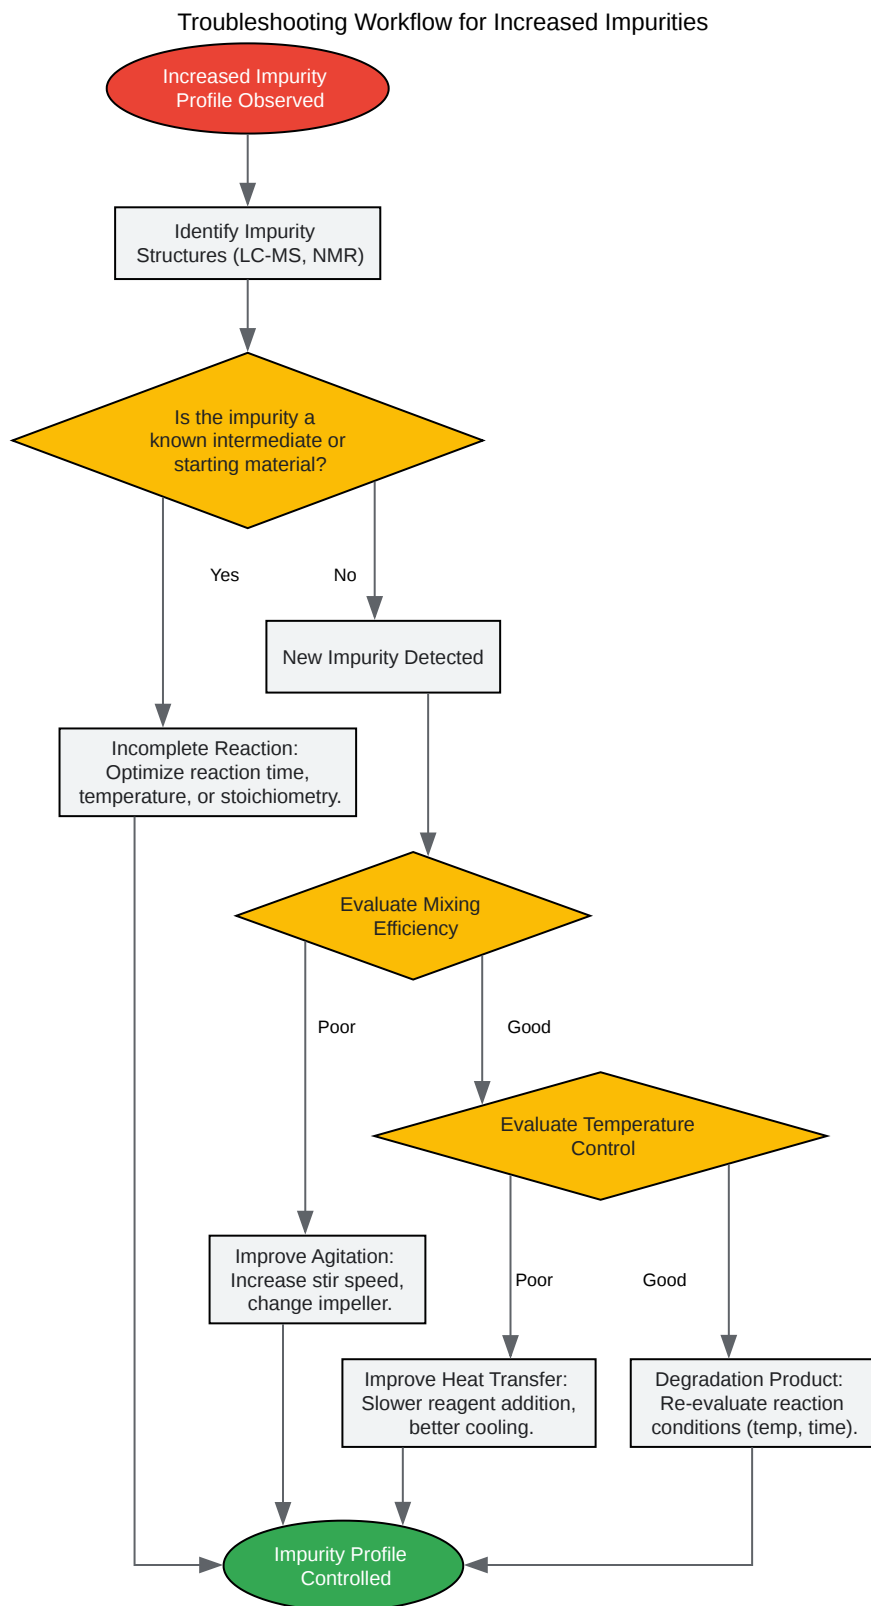 Troubleshooting Workflow for Increased Impurities
Increased Impurity
Profile Observed
Identify Impurity
Structures (LC-MS, NMR)
Is the impurity a
known intermediate or
starting material?
Yes
No
New Impurity Detected
Incomplete Reaction:
Optimize reaction time,
temperature, or stoichiometry.
Evaluate Mixing
Efficiency
Poor
Good
Evaluate Temperature
Control
Improve Agitation:
Increase stir speed,
change impeller.
Poor
Good
Improve Heat Transfer:
Slower reagent addition,
better cooling.
Degradation Product:
Re-evaluate reaction
conditions (temp, time).
Impurity Profile
Controlled